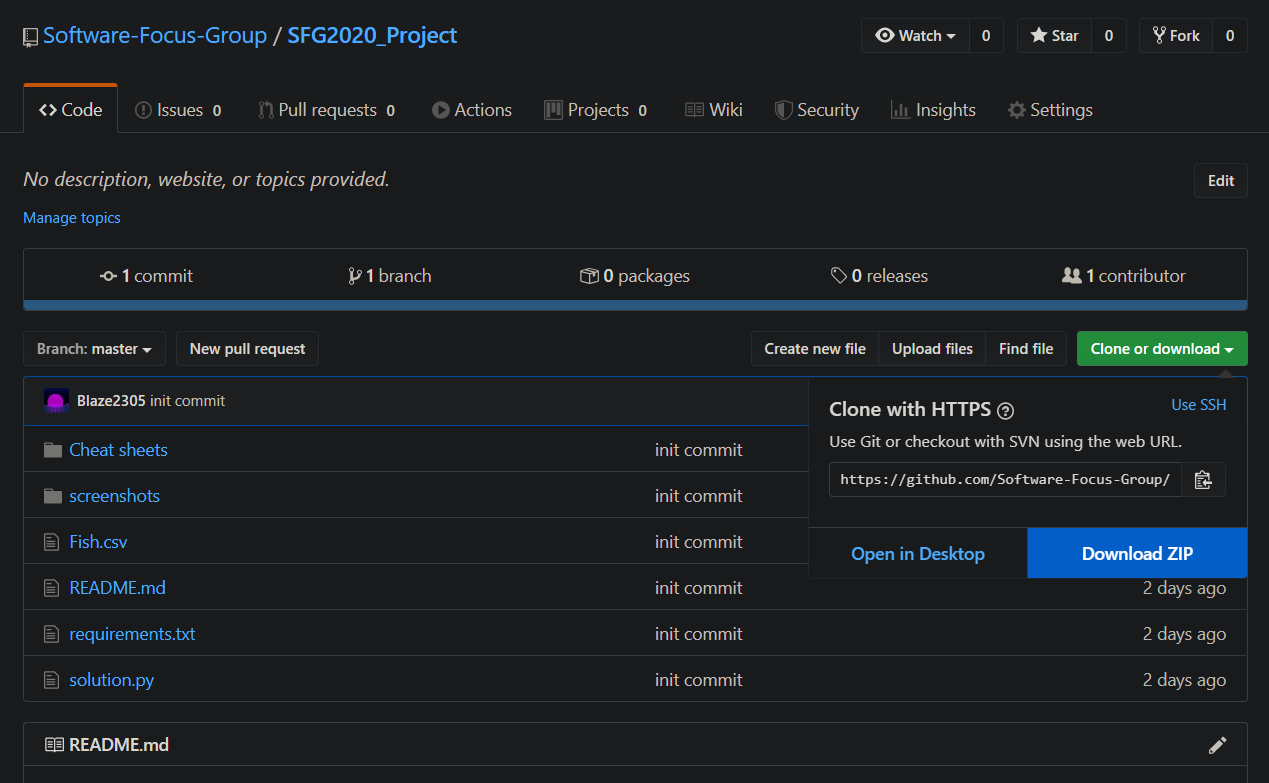 Software-Focus-Group / SFG2020_Project
Watch 0 Star 0 Fork 0
Code Issues 0 Pull requests 0 Actions Projects 0 Wiki Security Insights Settings
No description, website, or topics provided.
Edit
Manage topics
1 commit 1 branch 0 packages 0 releases 1 contributor
Branch: master New pull request Create new file Upload files Find file Clone or download
Blaze2305 init commit
Clone with HTTPS Use SSH
Use Git or checkout with SVN using the web URL.
https://github.com/Software-Focus-Group/
Open in Desktop Download ZIP
Cheat sheets init commit
screenshots init commit
Fish.csv init commit
README.md init commit 2 days ago
requirements.txt init commit 2 days ago
solution.py init commit 2 days ago
README.md